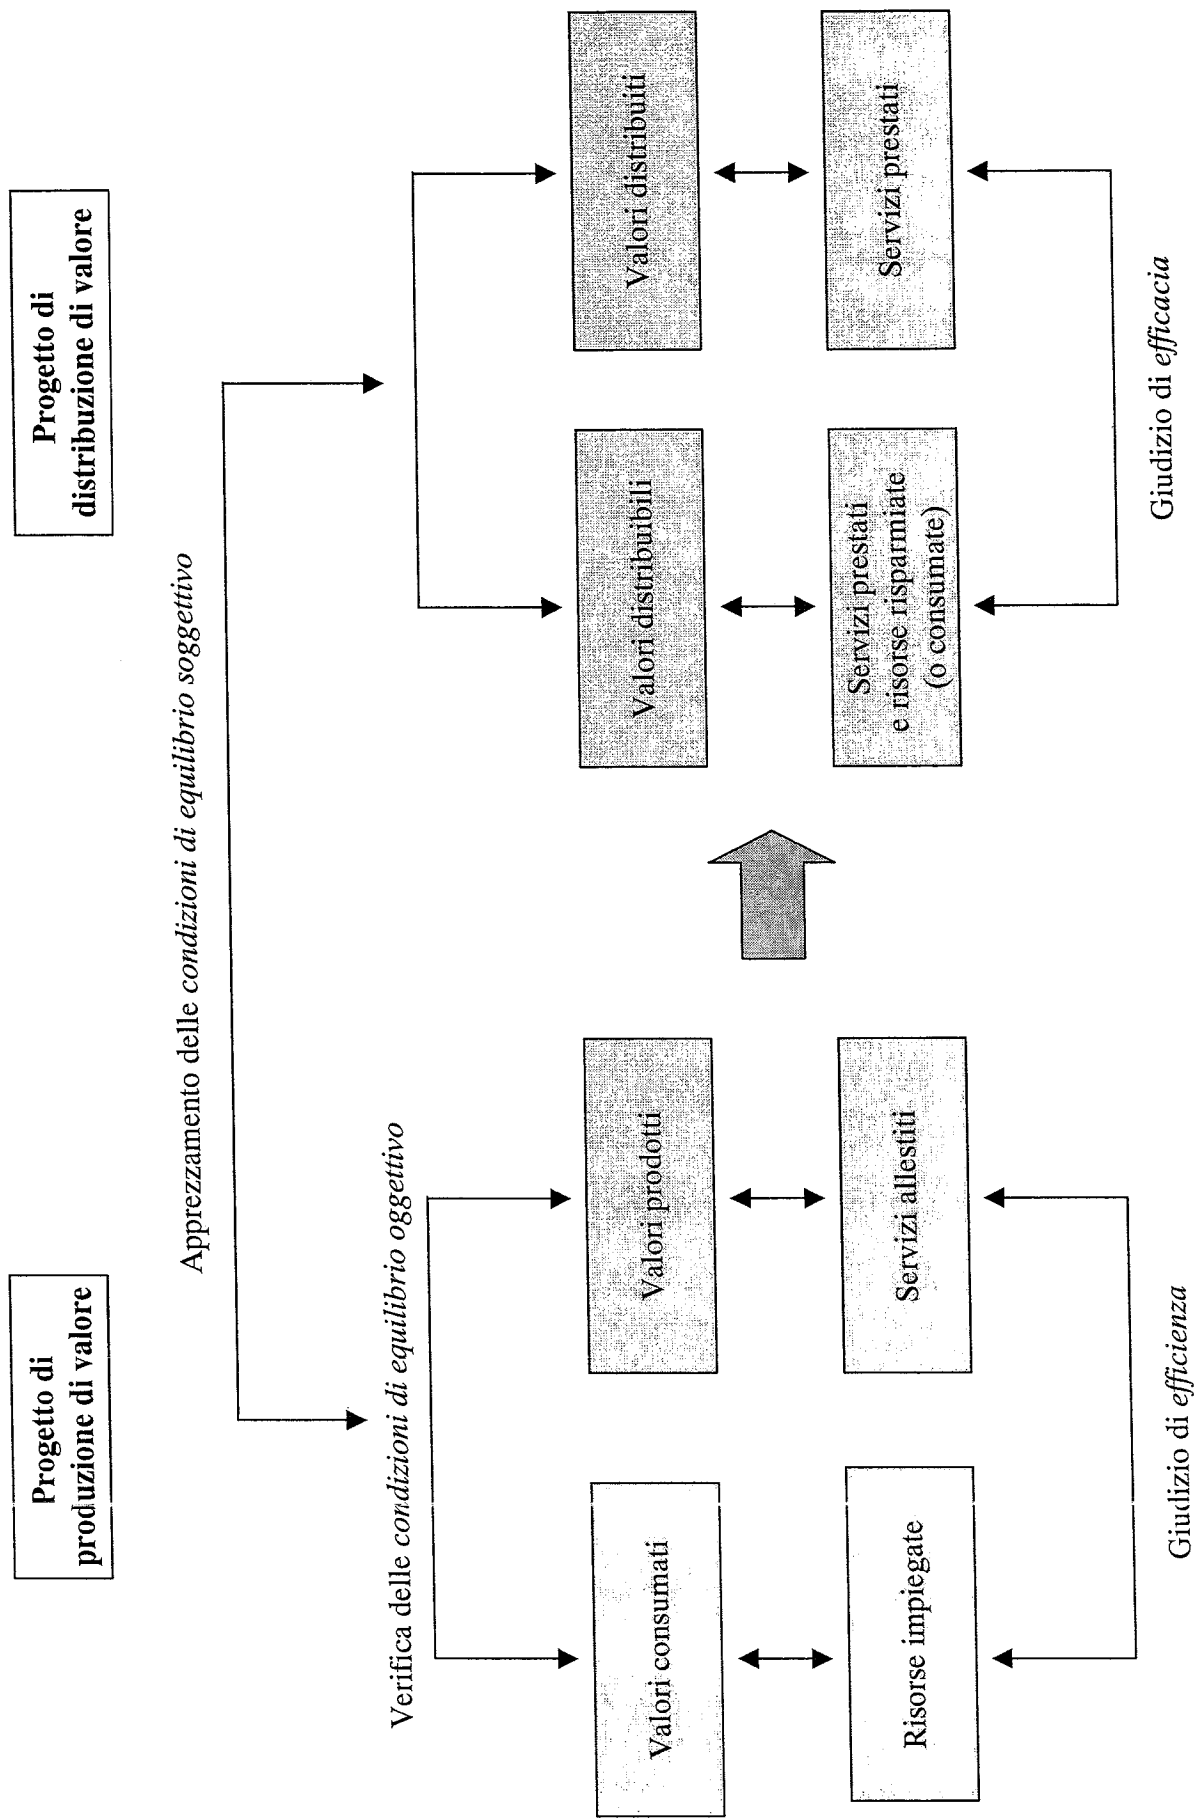 Progetto di
produzione di valore
Progetto di
distribuzione di valore
Apprezzamento delle condizioni di equilibrio soggettivo
Verifica delle condizioni di equilibrio oggettivo
Valori consumati
Valori prodotti
Valori distribuibili
Valori distribuiti
Risorse impiegate
Servizi allestiti
Servizi prestati
e risorse risparmiate
(o consumate)
Servizi prestati
Giudizio di efficienza
Giudizio di efficacia